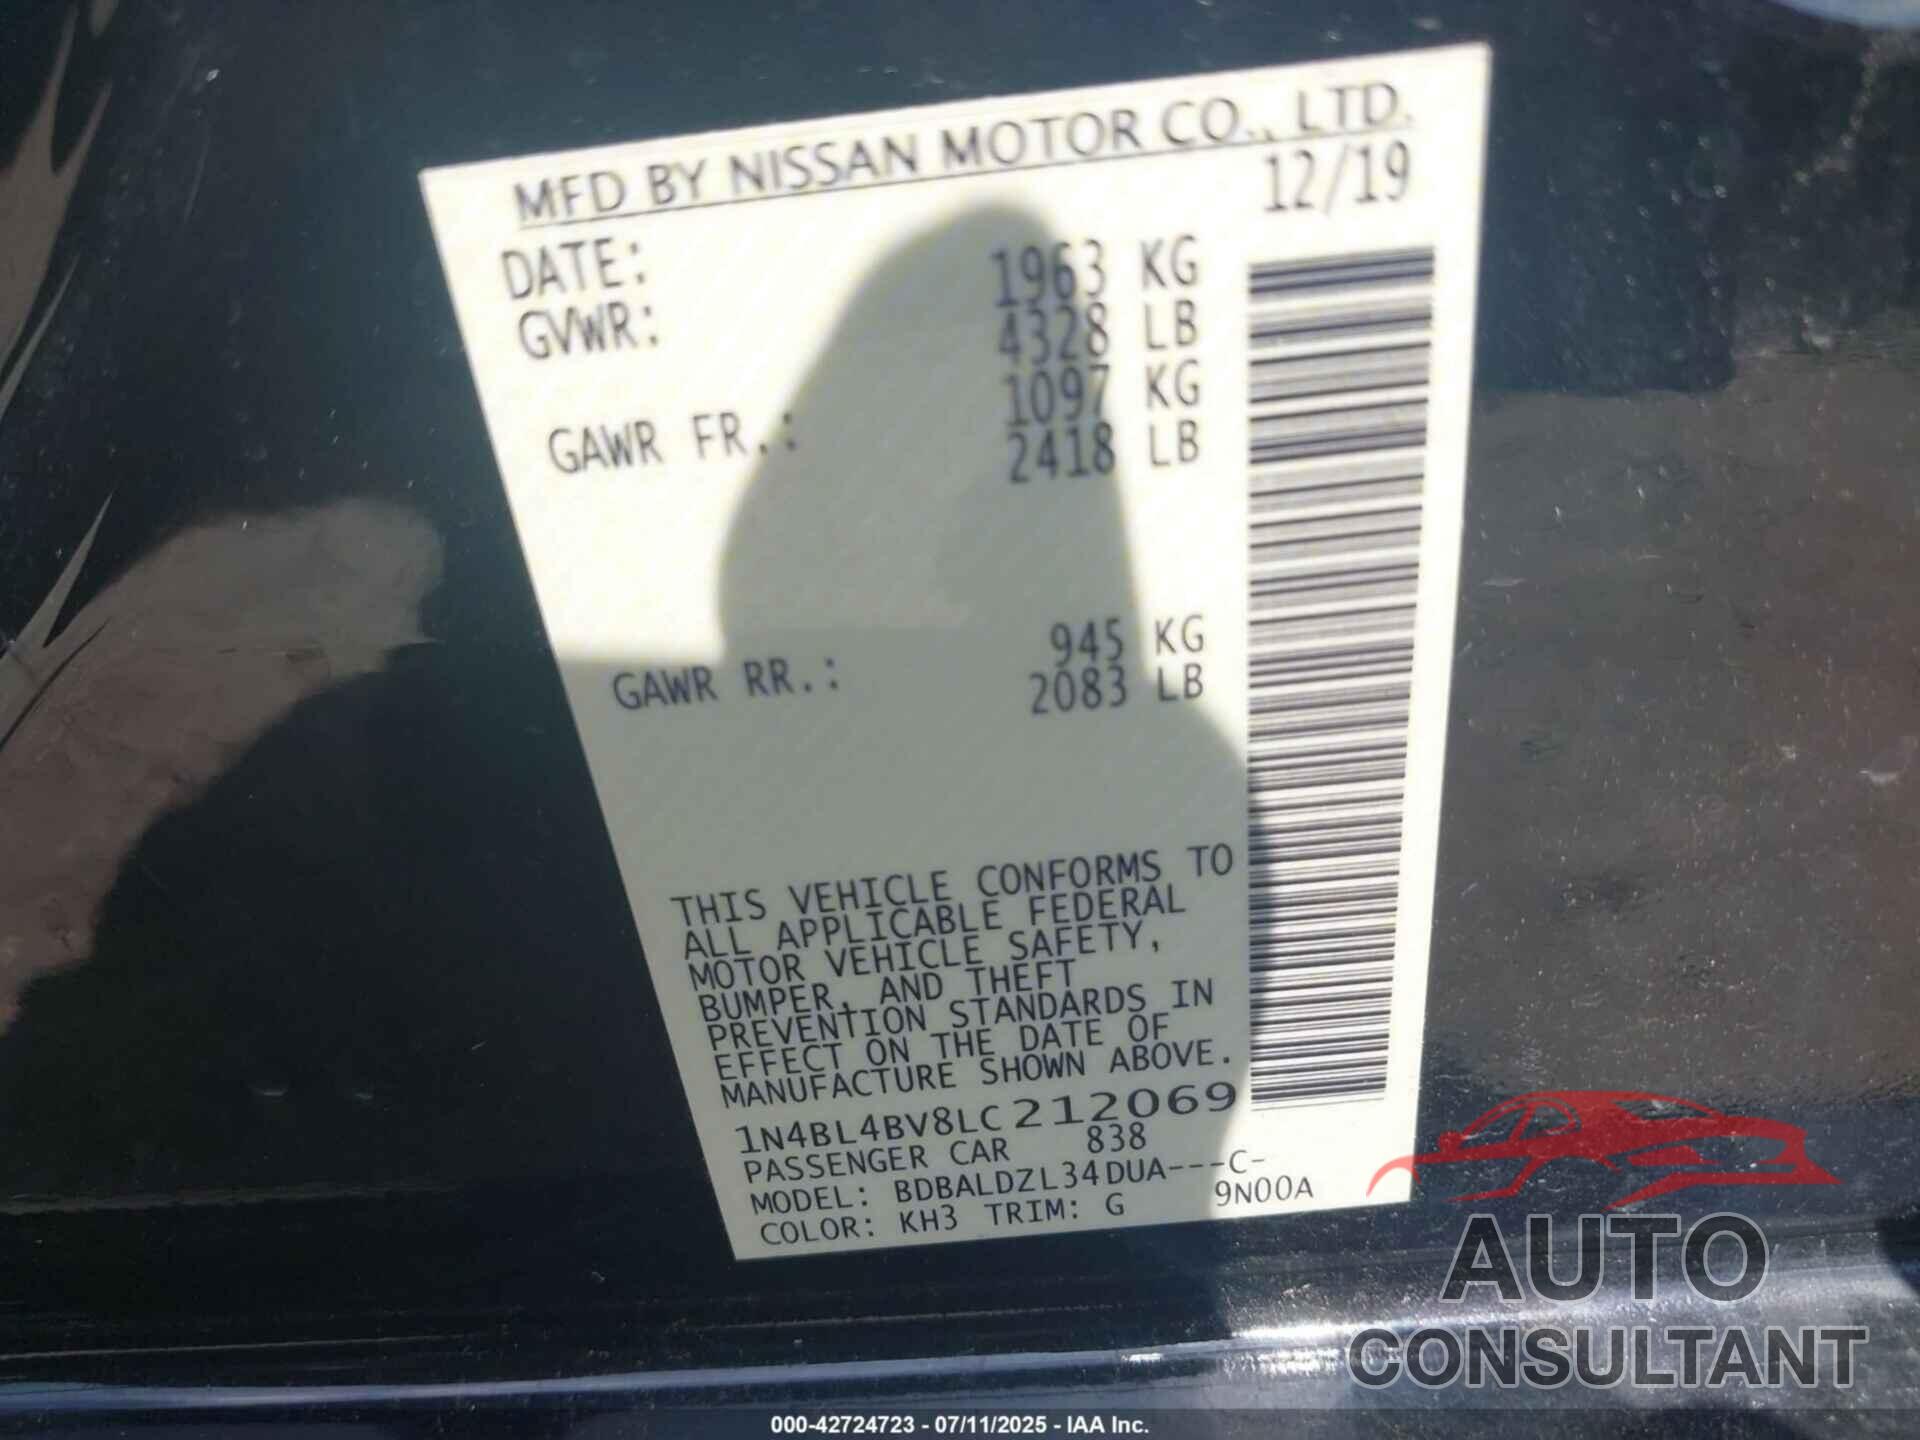 MFD BY NISSAN MOTOR CO., LTD.
DATE: 12/19
GVWR: 1963 KG
4328 LB
GAWR FR.: 1097 KG
2418 LB
GAWR RR.: 945 KG
2083 LB
THIS VEHICLE CONFORMS TO
ALL APPLICABLE FEDERAL
MOTOR VEHICLE SAFETY,
BUMPER, AND THEFT
PREVENTION STANDARDS IN
EFFECT ON THE DATE OF
MANUFACTURE SHOWN ABOVE.
1N4BL4BV8LC212069
PASSENGER CAR 838
MODEL: BDBALDZL34DUA---C-
COLOR: KH3 TRIM: G 9N00A
AUTO
CONSULTANT
000-42724723 - 07/11/2025 - IAA Inc.